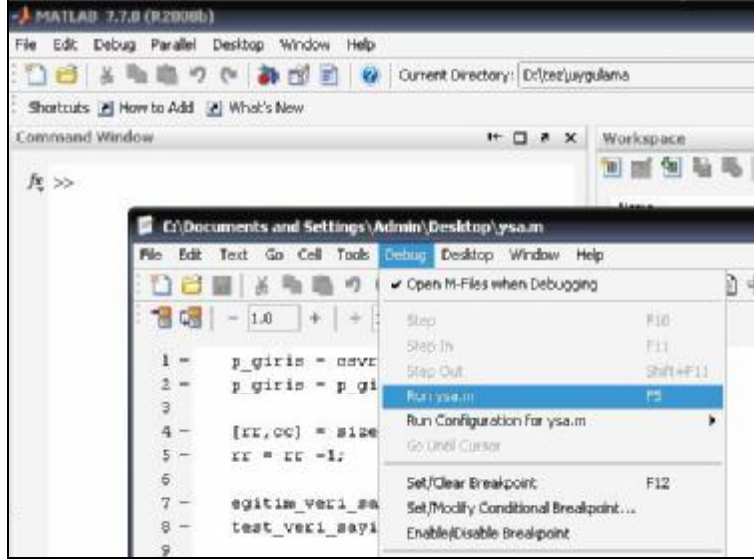 MATLAB 7.7.0 (R2008b)
File Edit Debug Parallel Desktop Window Help
Current Directory: D:\tez\uygulama
Shortcuts How to Add What's New
Command Window
Workspace
fx >>
C:\Documents and Settings\Admin\Desktop\ysa.m
File Edit Text Go Cell Tools Debug Desktop Window Help
Open M-Files when Debugging
1.0
Step F10
Step In F11
Step Out Shift+F11
Run ysa.m F5
Run Configuration for ysa.m
Go Until Cursor
Set/Clear Breakpoint F12
Set/Modify Conditional Breakpoint...
Enable/Disable Breakpoint
1 - p_giris = csvr
2 - p_giris = p_gi
3
4 - [rr,cc] = size
5 - rr = rr -1;
6
7 - egitim_veri_sa
8 - test_veri_sayi
9